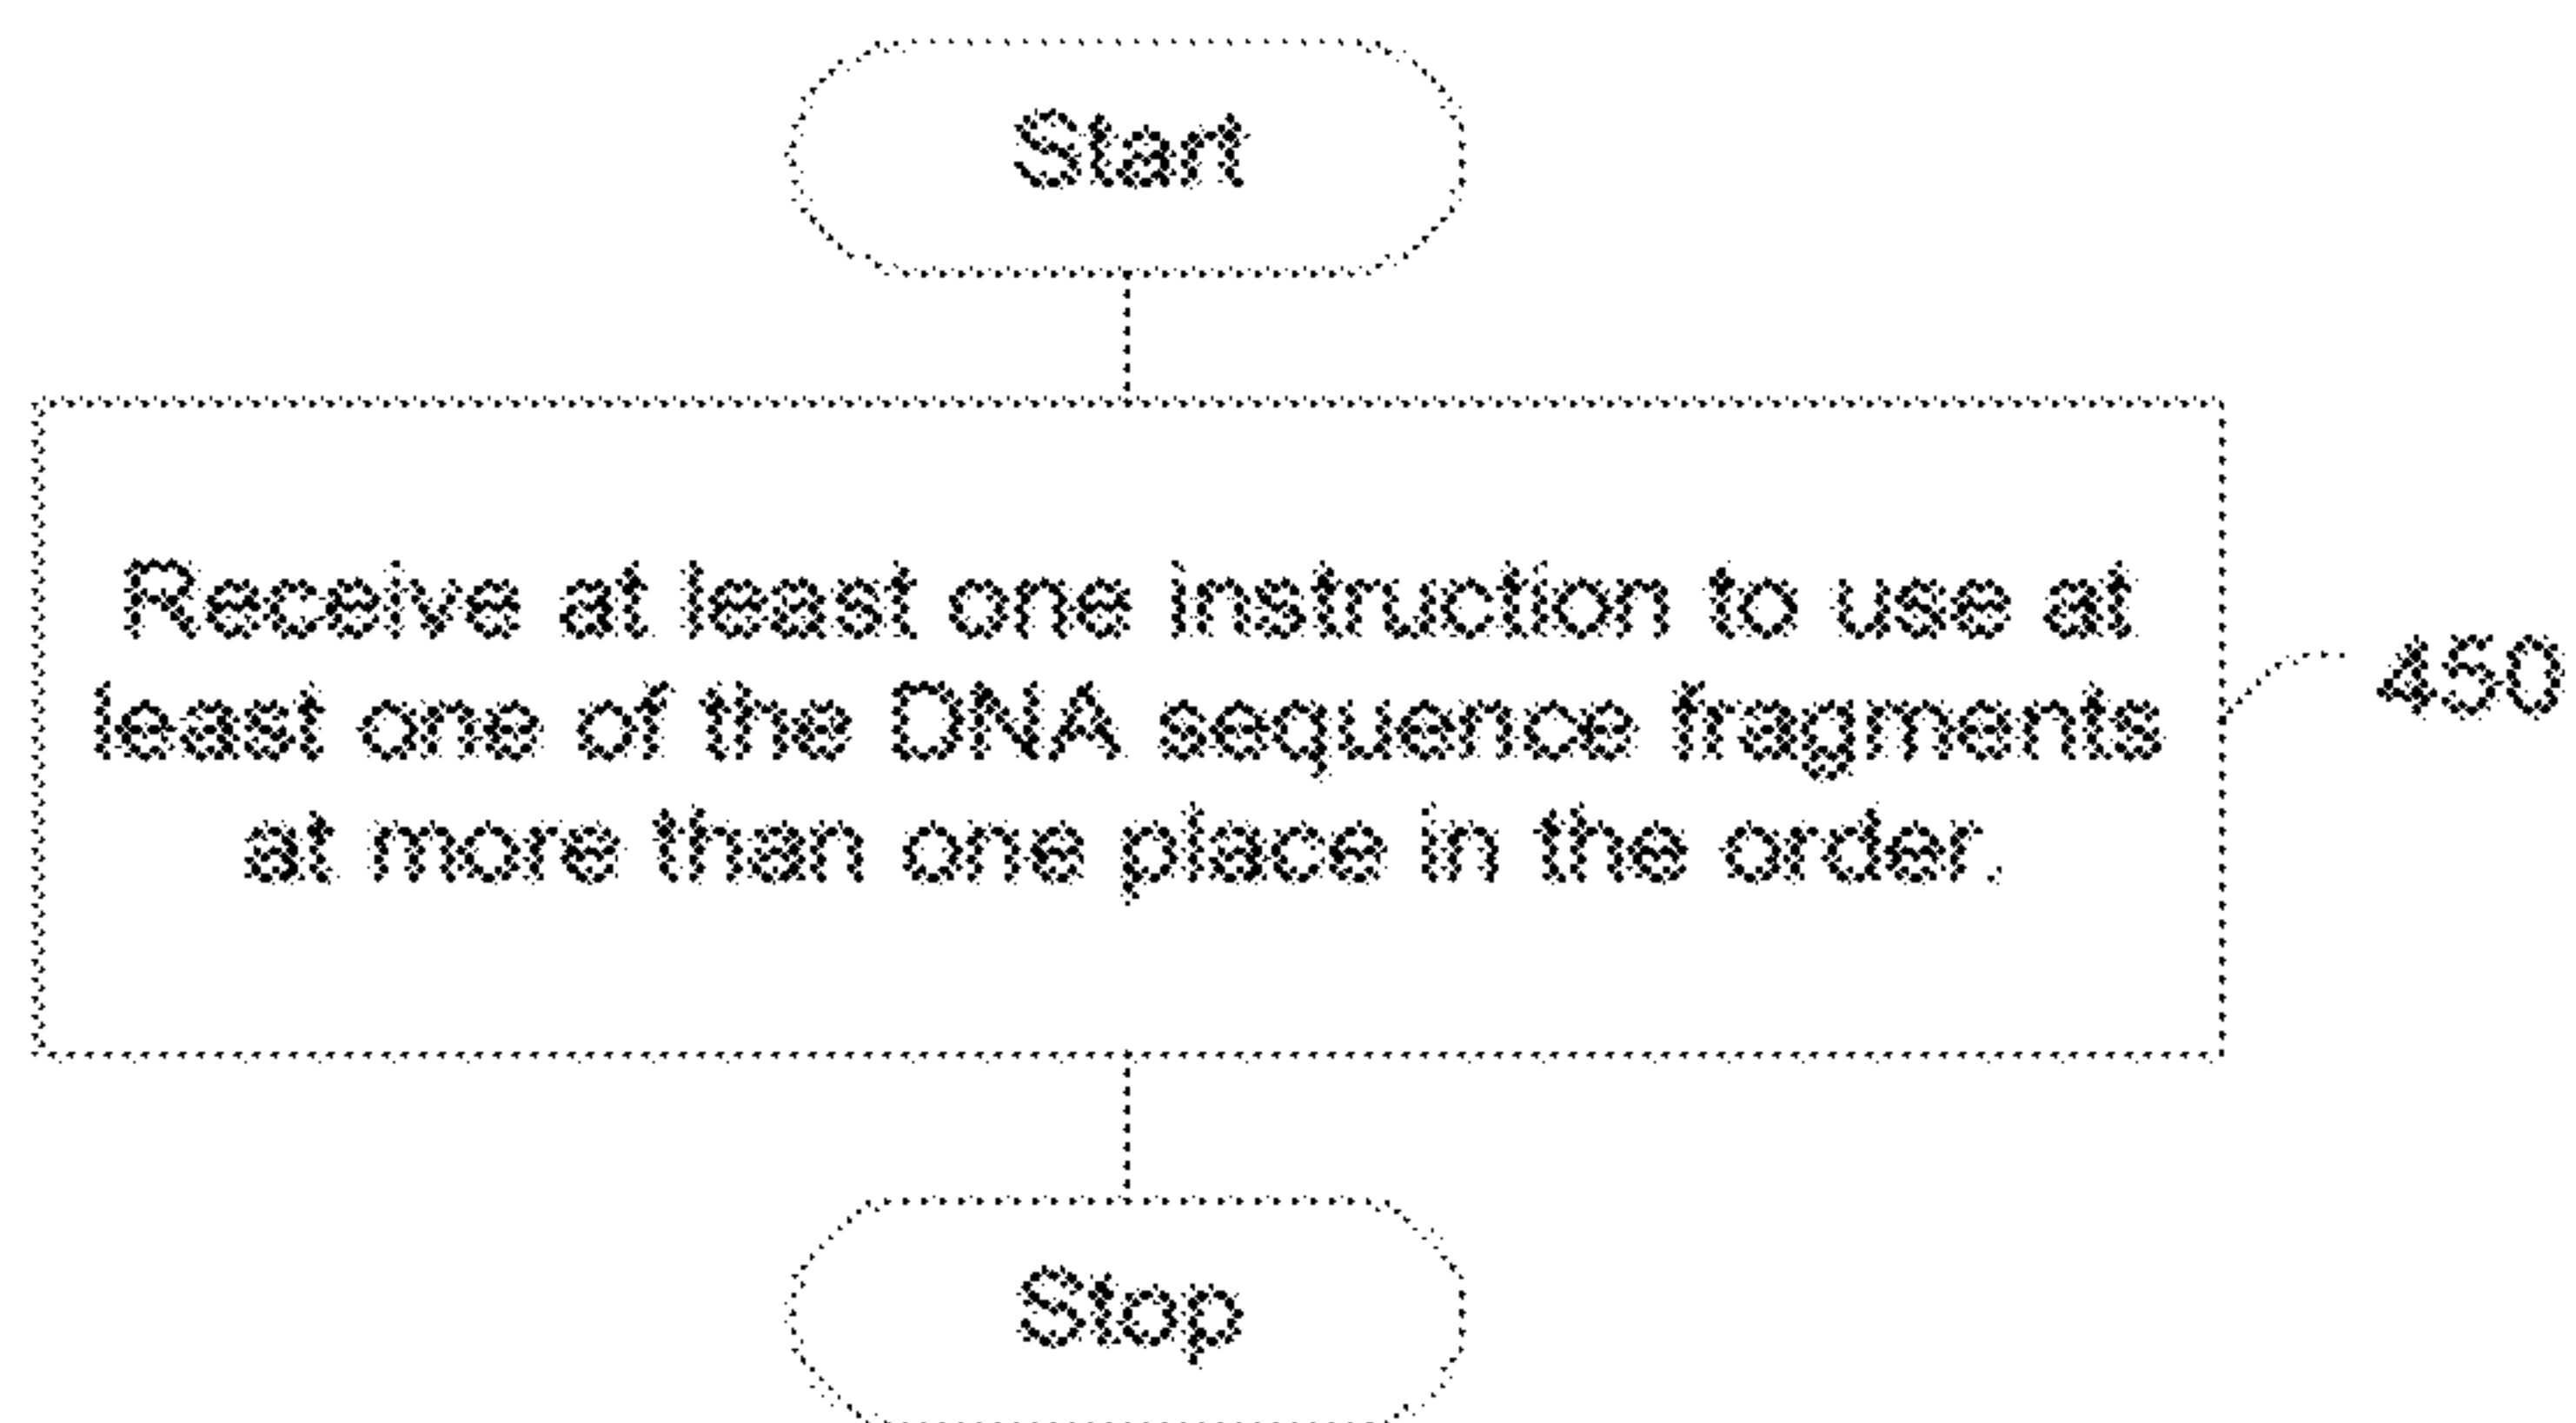 Start
Receive at least one instruction to use at
least one of the DNA sequence fragments
at more than one place in the order.
450
Stop